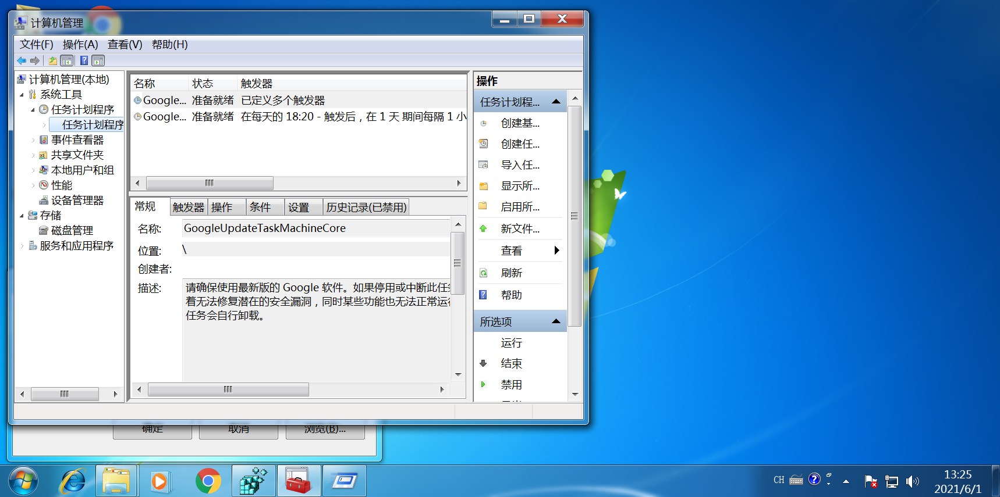 计算机管理
文件(F) 操作(A) 查看(V) 帮助(H)
计算机管理(本地)
系统工具
任务计划程序
任务计划程序
事件查看器
共享文件夹
本地用户和组
性能
设备管理器
存储
磁盘管理
服务和应用程序
名称 状态 触发器
Google... 准备就绪 已定义多个触发器
Google... 准备就绪 在每天的 18:20 - 触发后，在 1 天 期间每隔 1 小
常规 触发器 操作 条件 设置 历史记录(已禁用)
名称: GoogleUpdateTaskMachineCore
位置: \
创建者:
描述: 请确保使用最新版的 Google 软件。如果停用或中断此任
着无法修复潜在的安全漏洞，同时某些功能也无法正常运
任务会自行卸载。
操作
任务计划程...
创建基...
创建任...
导入任...
显示所...
启用所...
新文件...
查看
刷新
帮助
所选项
运行
结束
禁用
确定 取消 浏览(B)...
CH
13:25
2021/6/1